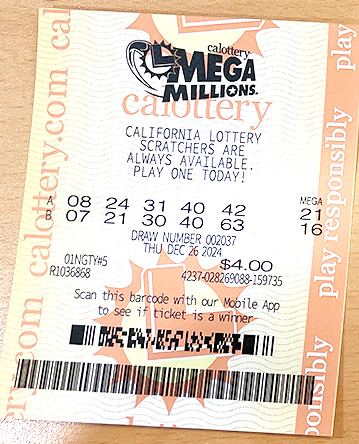 calottery
MEGA
MILLIONS
calottery
CALIFORNIA LOTTERY
SCRATCHERS ARE
ALWAYS AVAILABLE.
PLAY ONE TODAY!
MEGA
A 08 24 31 40 42 21
B 07 21 30 40 63 16
DRAW NUMBER 002037
THU DEC 26 2024
$4.00
01NGTY#5
R1036868 4237-028269088-159735
Scan this barcode with our Mobile App
to see if ticket is a winner
calottery.com cal
play responsibly play